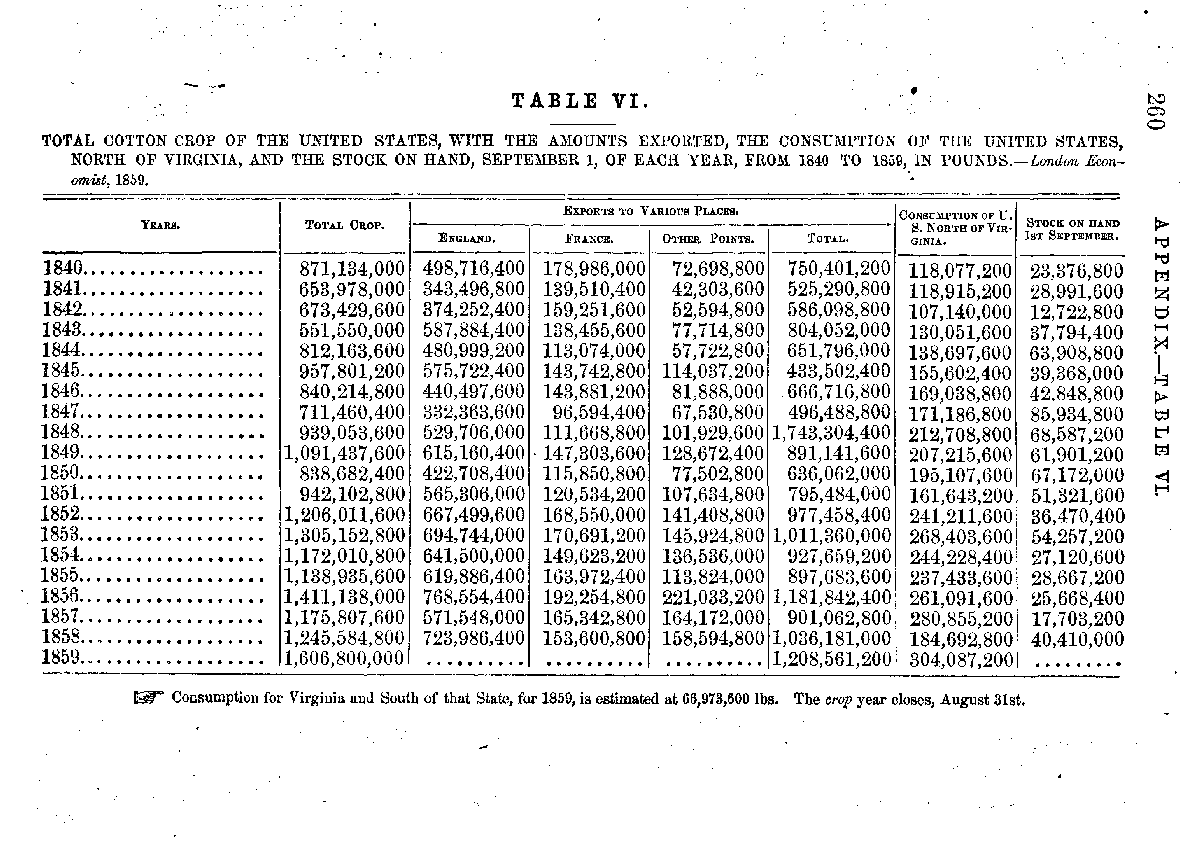 TABLE VI.
260
APPENDIX.—TABLE VI.
TOTAL COTTON CROP OF THE UNITED STATES, WITH THE AMOUNTS EXPORTED, THE CONSUMPTION OF THE UNITED STATES,
NORTH OF VIRGINIA, AND THE STOCK ON HAND, SEPTEMBER 1, OF EACH YEAR, FROM 1840 TO 1859, IN POUNDS.—London Econ-
omist, 1859.
YEARS. TOTAL CROP. EXPORTS TO VARIOUS PLACES. CONSUMPTION OF U. S. NORTH OF VIR- GINIA. STOCK ON HAND 1ST SEPTEMBER.
ENGLAND. FRANCE. OTHER POINTS. TOTAL.
1840 871,134,000 498,716,400 178,986,000 72,698,800 750,401,200 118,077,200 23,376,800
1841 653,978,000 343,496,800 139,510,400 42,303,600 525,290,800 118,915,200 28,991,600
1842 673,429,600 374,252,400 159,251,600 52,594,800 586,098,800 107,140,000 12,722,800
1843 551,550,000 587,884,400 138,455,600 77,714,800 804,052,000 130,051,600 37,794,400
1844 812,163,600 480,999,200 113,074,000 57,722,800 651,796,000 138,697,600 63,908,800
1845 957,801,200 575,722,400 143,742,800 114,037,200 433,502,400 155,602,400 39,368,000
1846 840,214,800 440,497,600 143,881,200 81,888,000 666,716,800 169,038,800 42,848,800
1847 711,460,400 332,363,600 96,594,400 67,530,800 496,488,800 171,186,800 85,934,800
1848 939,053,600 529,706,000 111,668,800 101,929,600 1,743,304,400 212,708,800 68,587,200
1849 1,091,437,600 615,160,400 147,303,600 128,672,400 891,141,600 207,215,600 61,901,200
1850 838,682,400 422,708,400 115,850,800 77,502,800 636,062,000 195,107,600 67,172,000
1851 942,102,800 565,306,000 120,534,200 107,634,800 795,484,000 161,643,200 51,321,600
1852 1,206,011,600 667,499,600 168,550,000 141,408,800 977,458,400 241,211,600 36,470,400
1853 1,305,152,800 694,744,000 170,691,200 145,924,800 1,011,360,000 268,403,600 54,257,200
1854 1,172,010,800 641,500,000 149,623,200 136,536,000 927,659,200 244,228,400 27,120,600
1855 1,138,935,600 619,886,400 163,972,400 113,824,000 897,683,600 237,433,600 28,667,200
1856 1,411,138,000 768,554,400 192,254,800 221,033,200 1,181,842,400 261,091,600 25,668,400
1857 1,175,807,600 571,548,000 165,342,800 164,172,000 901,062,800 280,855,200 17,703,200
1858 1,245,584,800 723,986,400 153,600,800 158,594,800 1,036,181,000 184,692,800 40,410,000
1859 1,606,800,000 .......... .......... ......... 1,208,561,200 304,087,200 .........
☞ Consumption for Virginia and South of that State, for 1859, is estimated at 66,973,600 lbs. The crop year closes, August 31st.